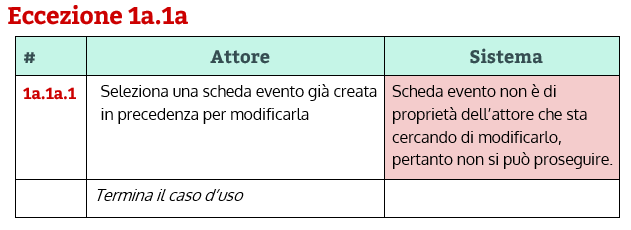 Eccezione 1a.1a
# Attore Sistema
1a.1a.1 Seleziona una scheda evento già creata
in precedenza per modificarla
Scheda evento non è di
proprietà dell'attore che sta
cercando di modificarlo,
pertanto non si può proseguire.
Termina il caso d'uso